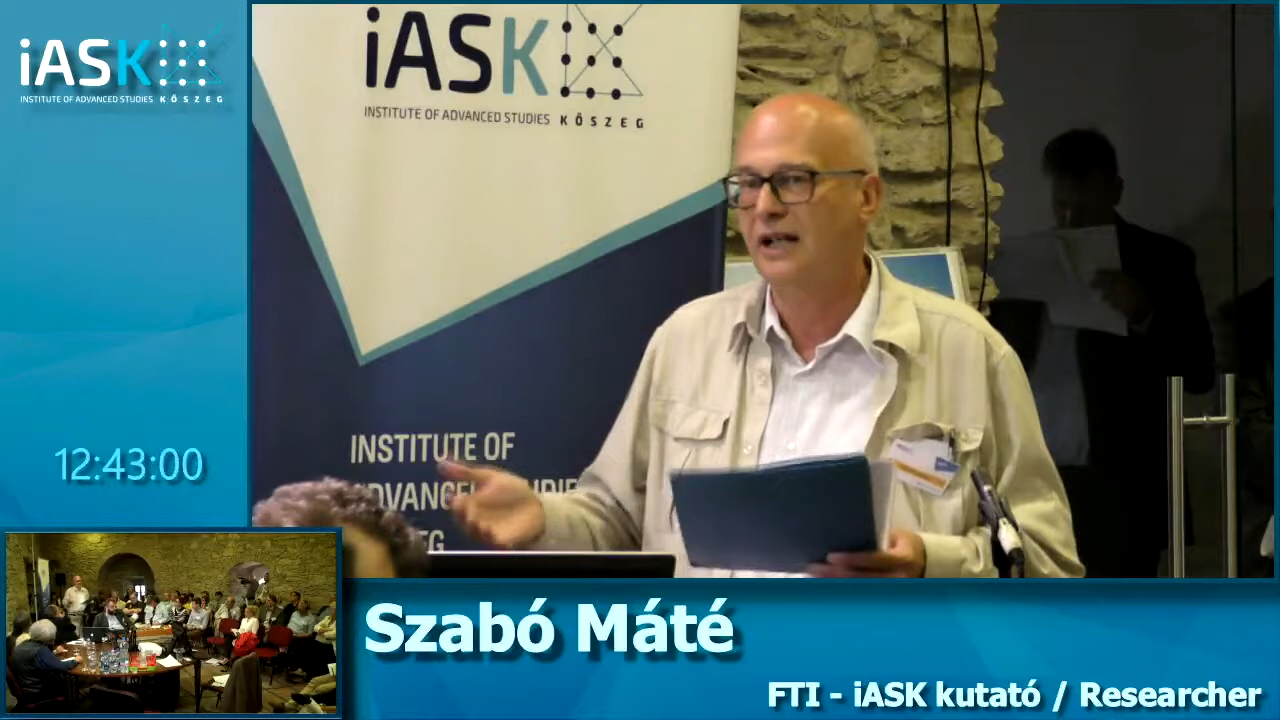 iASK
INSTITUTE OF ADVANCED STUDIES KŐSZEG
iASK
INSTITUTE OF ADVANCED STUDIES KŐSZEG
12:43:00
INSTITUTE OF
Szabó Máté
FTI - iASK kutató / Researcher